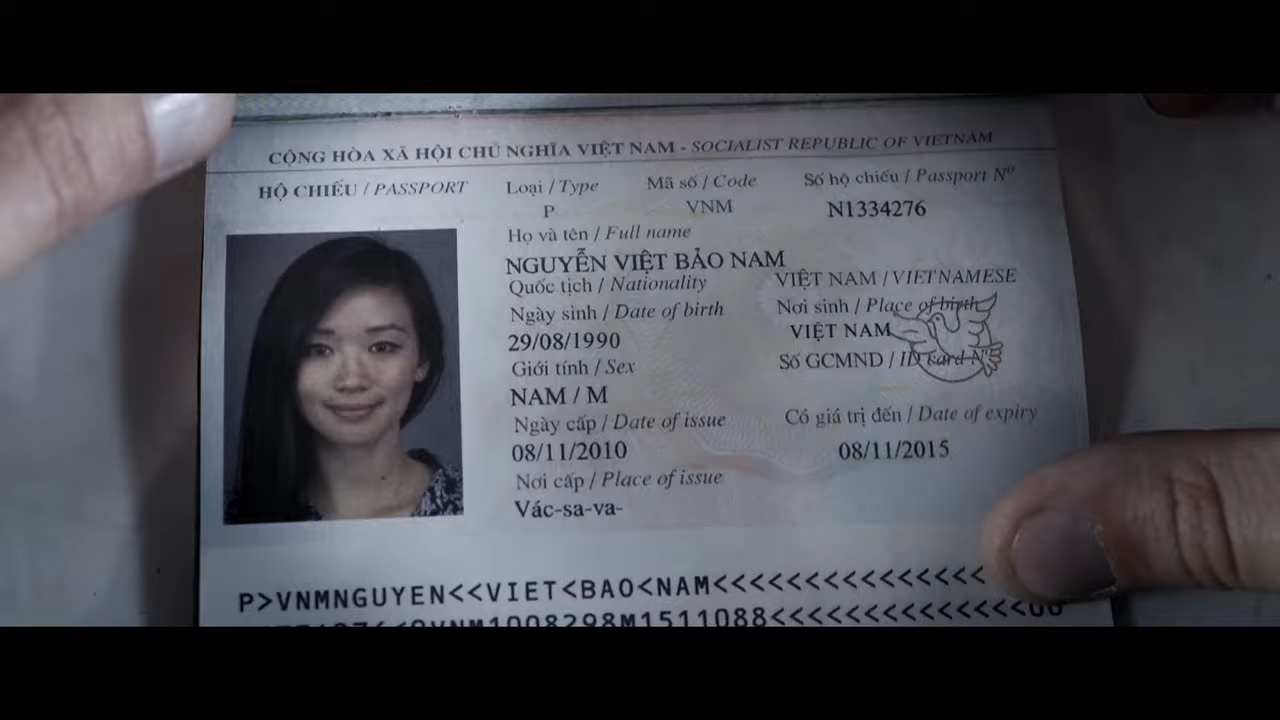 CỘNG HÒA XÃ HỘI CHỦ NGHĨA VIỆT NAM - SOCIALIST REPUBLIC OF VIETNAM
HỘ CHIẾU / PASSPORT
Loại / Type
Mã số / Code
Số hộ chiếu / Passport Nº
P
VNM
N1334276
Họ và tên / Full name
NGUYỄN VIỆT BẢO NAM
Quốc tịch / Nationality
VIỆT NAM / VIETNAMESE
Ngày sinh / Date of birth
Nơi sinh / Place of birth
29/08/1990
VIỆT NAM
Giới tính / Sex
Số GCMND / ID card Nº
NAM / M
Ngày cấp / Date of issue
Có giá trị đến / Date of expiry
08/11/2010
08/11/2015
Nơi cấp / Place of issue
Vác-sa-va-
P>VNMNGUYEN<<VIET<BAO<NAM<<<<<<<<<<<<<<<